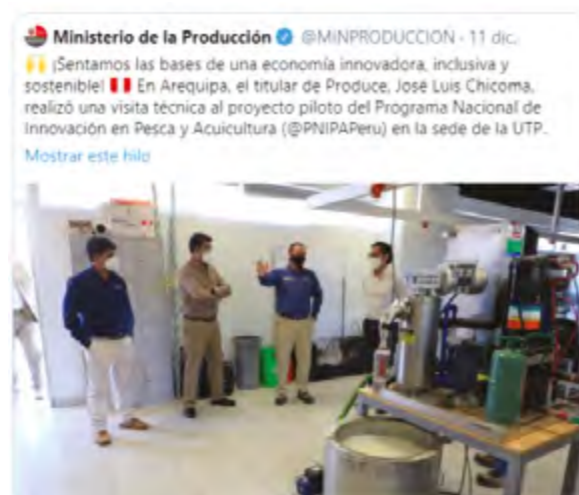 Ministerio de la Producción @MINPRODUCCION · 11 dic.
¡Sentamos las bases de una economía innovadora, inclusiva y
sostenible! En Arequipa, el titular de Produce, José Luis Chicoma,
realizó una visita técnica al proyecto piloto del Programa Nacional de
Innovación en Pesca y Acuicultura (@PNIPAPeru) en la sede de la UTP.
Mostrar este hilo